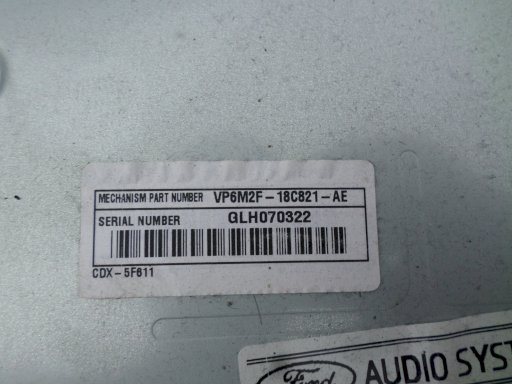 MECHANISM PART NUMBER VP6M2F-18C821-AE
SERIAL NUMBER GLH070322
CDX-5F611
Ford AUDIO SYST